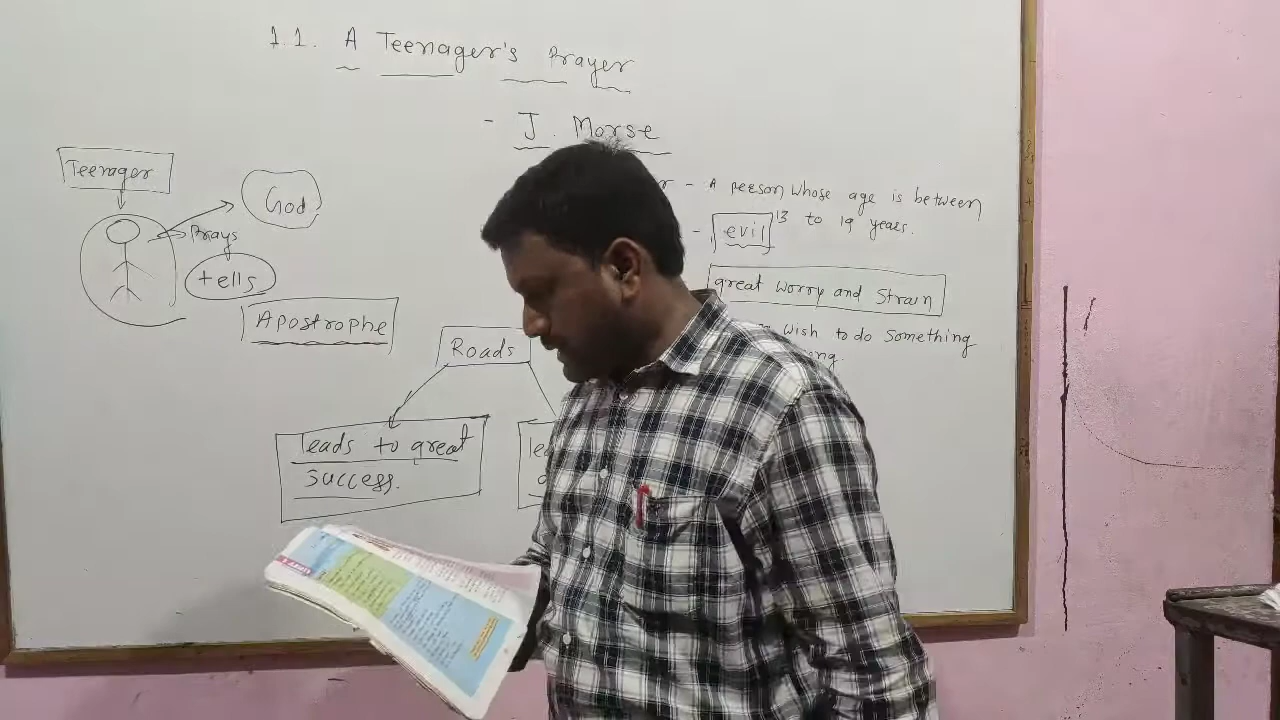 1.1. A Teenager's Prayer
- J. Morse
Teenager
God
Prays
tells
Apostrophe
Roads
leads to great
success.
r - A person whose age is between
13 to 19 years.
- evil
great worry and strain
wish to do something